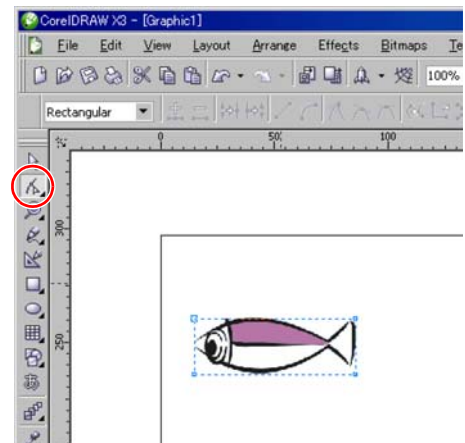 CorelDRAW X3 - [Graphic1]
File Edit View Layout Arrange Effects Bitmaps Te
100%
Rectangular
0 50 100
300
250